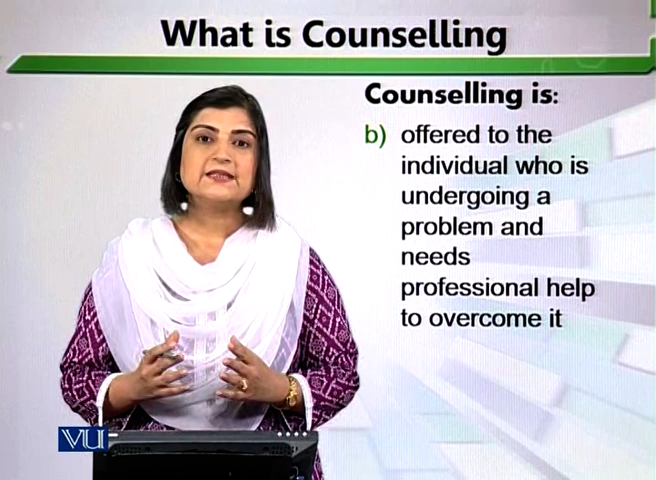 What is Counselling
Counselling is:
b) offered to the
individual who is
undergoing a
problem and
needs
professional help
to overcome it
VU